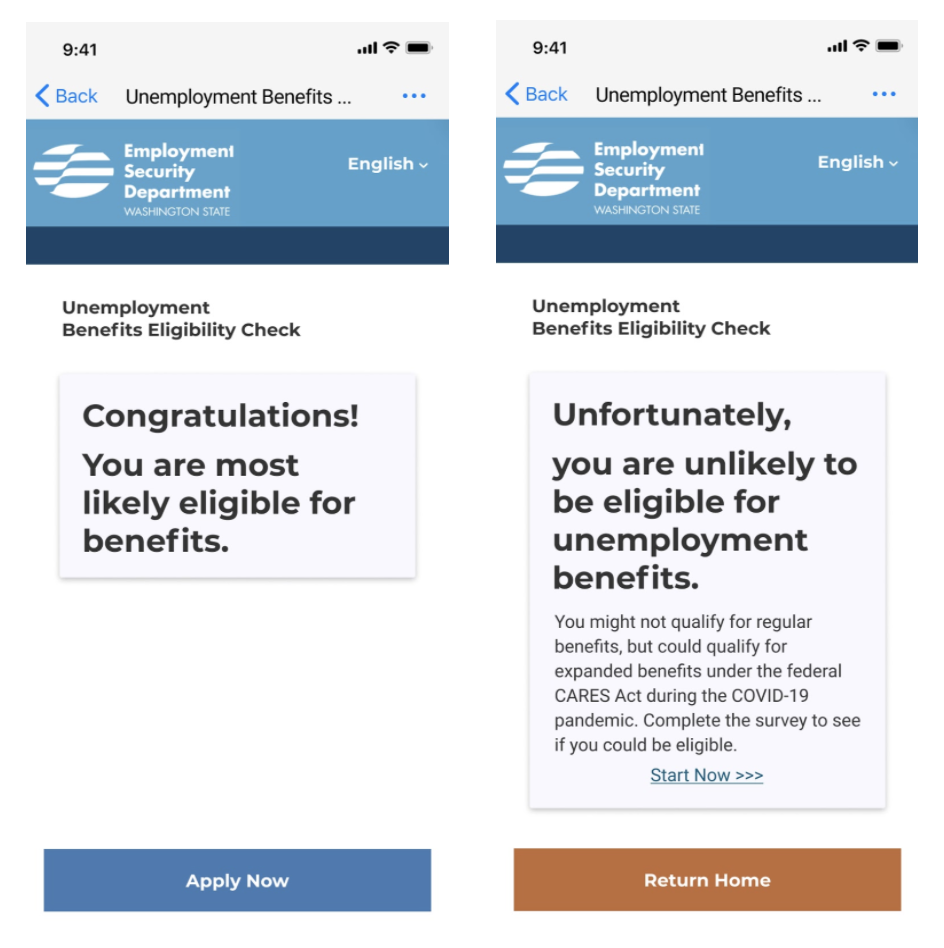 9:41
Back Unemployment Benefits ... •••
Employment
Security
Department
WASHINGTON STATE
English
Unemployment
Benefits Eligibility Check
Congratulations!
You are most
likely eligible for
benefits.
Apply Now
9:41
Back Unemployment Benefits ... •••
Employment
Security
Department
WASHINGTON STATE
English
Unemployment
Benefits Eligibility Check
Unfortunately,
you are unlikely to
be eligible for
unemployment
benefits.
You might not qualify for regular
benefits, but could qualify for
expanded benefits under the federal
CARES Act during the COVID-19
pandemic. Complete the survey to see
if you could be eligible.
Start Now >>>
Return Home